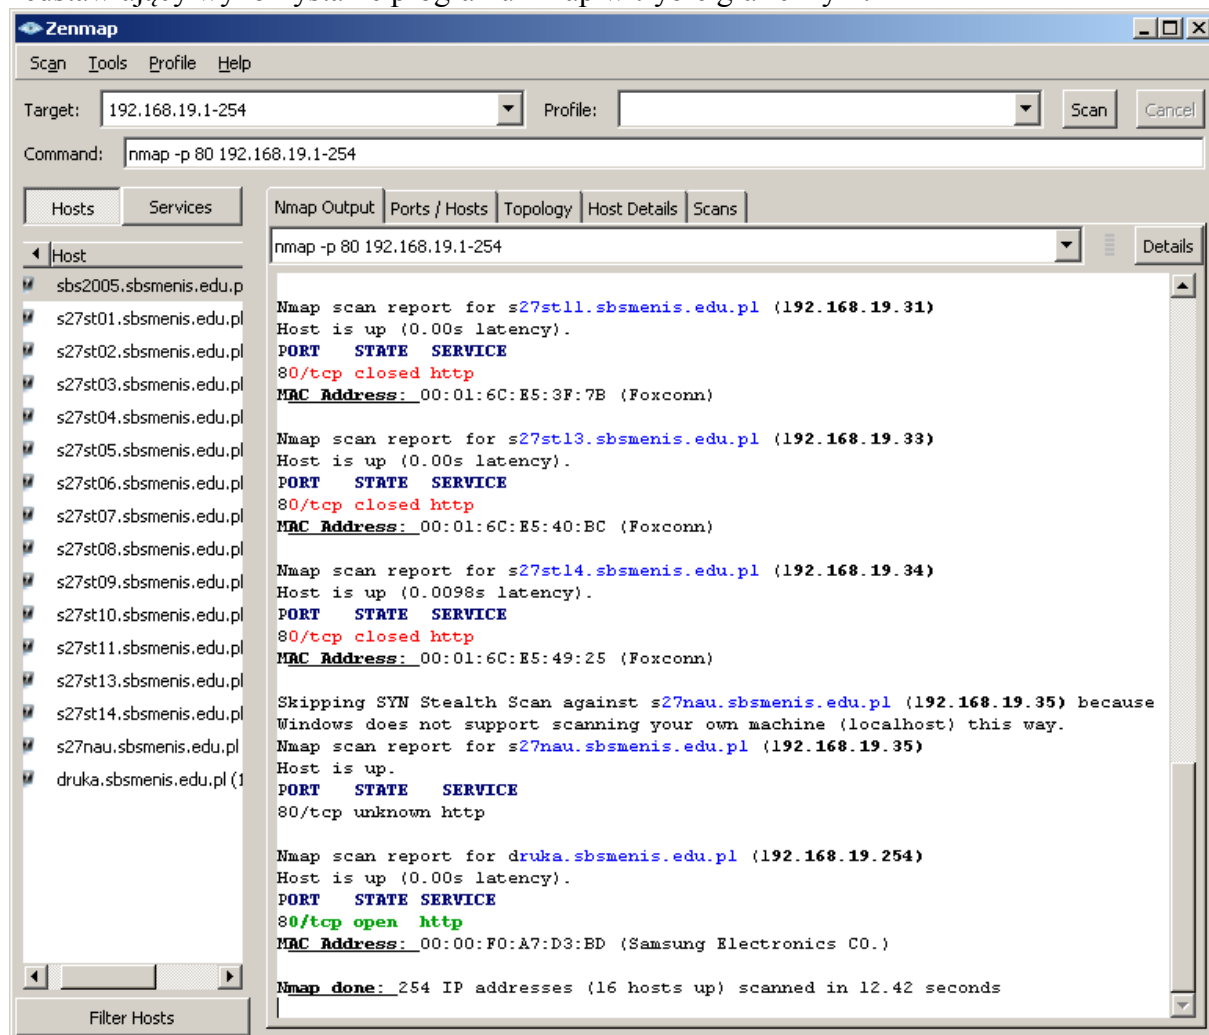 Zenmap
Scan Tools Profile Help
Target: 192.168.19.1-254 Profile: Scan Cancel
Command: nmap -p 80 192.168.19.1-254
Hosts Services
Nmap Output Ports / Hosts Topology Host Details Scans
nmap -p 80 192.168.19.1-254 Details
Host
sbs2005.sbsmenis.edu.p
s27st01.sbsmenis.edu.pl
s27st02.sbsmenis.edu.pl
s27st03.sbsmenis.edu.pl
s27st04.sbsmenis.edu.pl
s27st05.sbsmenis.edu.pl
s27st06.sbsmenis.edu.pl
s27st07.sbsmenis.edu.pl
s27st08.sbsmenis.edu.pl
s27st09.sbsmenis.edu.pl
s27st10.sbsmenis.edu.pl
s27st11.sbsmenis.edu.pl
s27st13.sbsmenis.edu.pl
s27st14.sbsmenis.edu.pl
s27nau.sbsmenis.edu.pl
druka.sbsmenis.edu.pl (1
Filter Hosts
Nmap scan report for s27st11.sbsmenis.edu.pl (192.168.19.31)
Host is up (0.00s latency).
PORT STATE SERVICE
80/tcp closed http
MAC Address: 00:01:6C:E5:3F:7B (Foxconn)
Nmap scan report for s27st13.sbsmenis.edu.pl (192.168.19.33)
Host is up (0.00s latency).
PORT STATE SERVICE
80/tcp closed http
MAC Address: 00:01:6C:E5:40:BC (Foxconn)
Nmap scan report for s27st14.sbsmenis.edu.pl (192.168.19.34)
Host is up (0.0098s latency).
PORT STATE SERVICE
80/tcp closed http
MAC Address: 00:01:6C:E5:49:25 (Foxconn)
Skipping SYN Stealth Scan against s27nau.sbsmenis.edu.pl (192.168.19.35) because
Windows does not support scanning your own machine (localhost) this way.
Nmap scan report for s27nau.sbsmenis.edu.pl (192.168.19.35)
Host is up.
PORT STATE SERVICE
80/tcp unknown http
Nmap scan report for druka.sbsmenis.edu.pl (192.168.19.254)
Host is up (0.00s latency).
PORT STATE SERVICE
80/tcp open http
MAC Address: 00:00:F0:A7:D3:BD (Samsung Electronics CO.)
Nmap done: 254 IP addresses (16 hosts up) scanned in 12.42 seconds